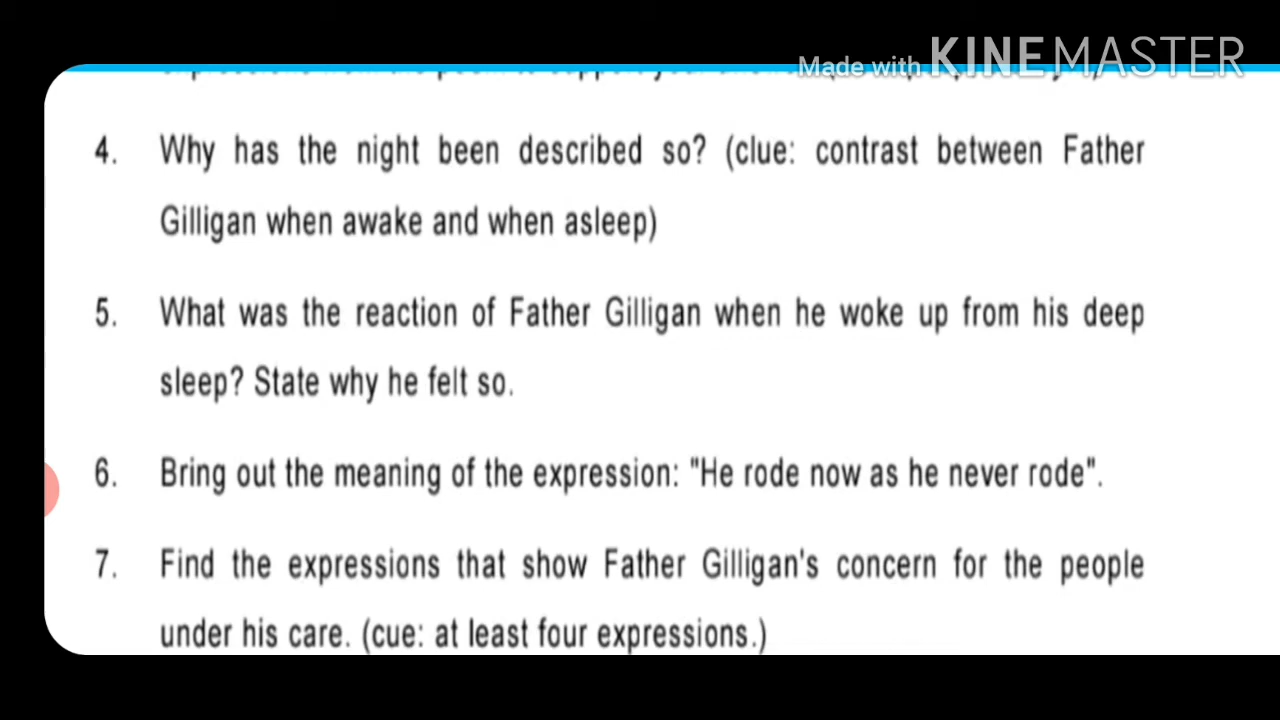 Made with KINEMASTER
4. Why has the night been described so? (clue: contrast between Father
Gilligan when awake and when asleep)
5. What was the reaction of Father Gilligan when he woke up from his deep
sleep? State why he felt so.
6. Bring out the meaning of the expression: "He rode now as he never rode".
7. Find the expressions that show Father Gilligan's concern for the people
under his care. (cue: at least four expressions.)